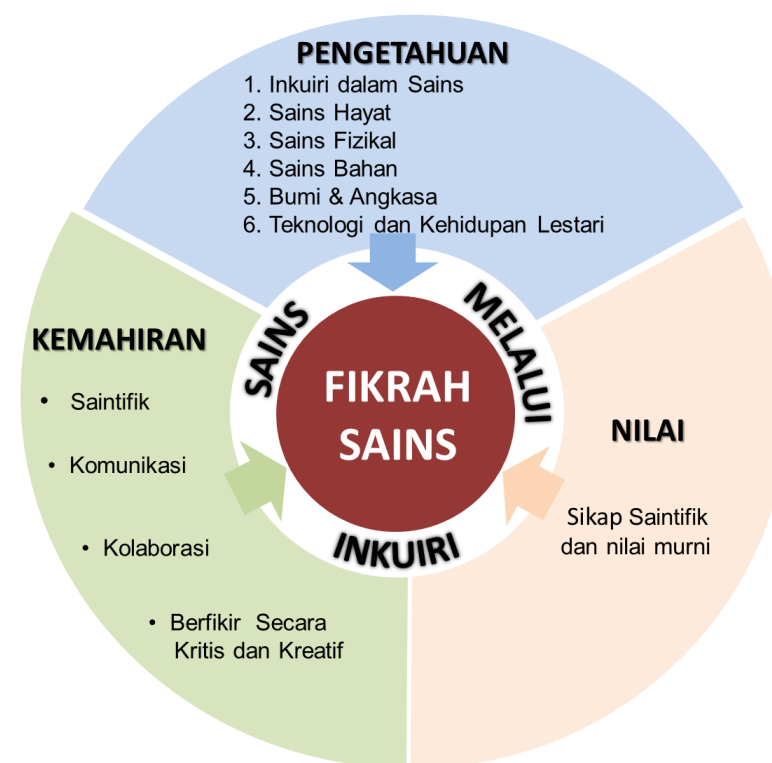 PENGETAHUAN
1. Inkuiri dalam Sains
2. Sains Hayat
3. Sains Fizikal
4. Sains Bahan
5. Bumi & Angkasa
6. Teknologi dan Kehidupan Lestari
KEMAHIRAN
• Saintifik
• Komunikasi
• Kolaborasi
• Berfikir Secara
Kritis dan Kreatif
SAINS
MELALUI
INKUIRI
FIKRAH
SAINS
NILAI
Sikap Saintifik
dan nilai murni